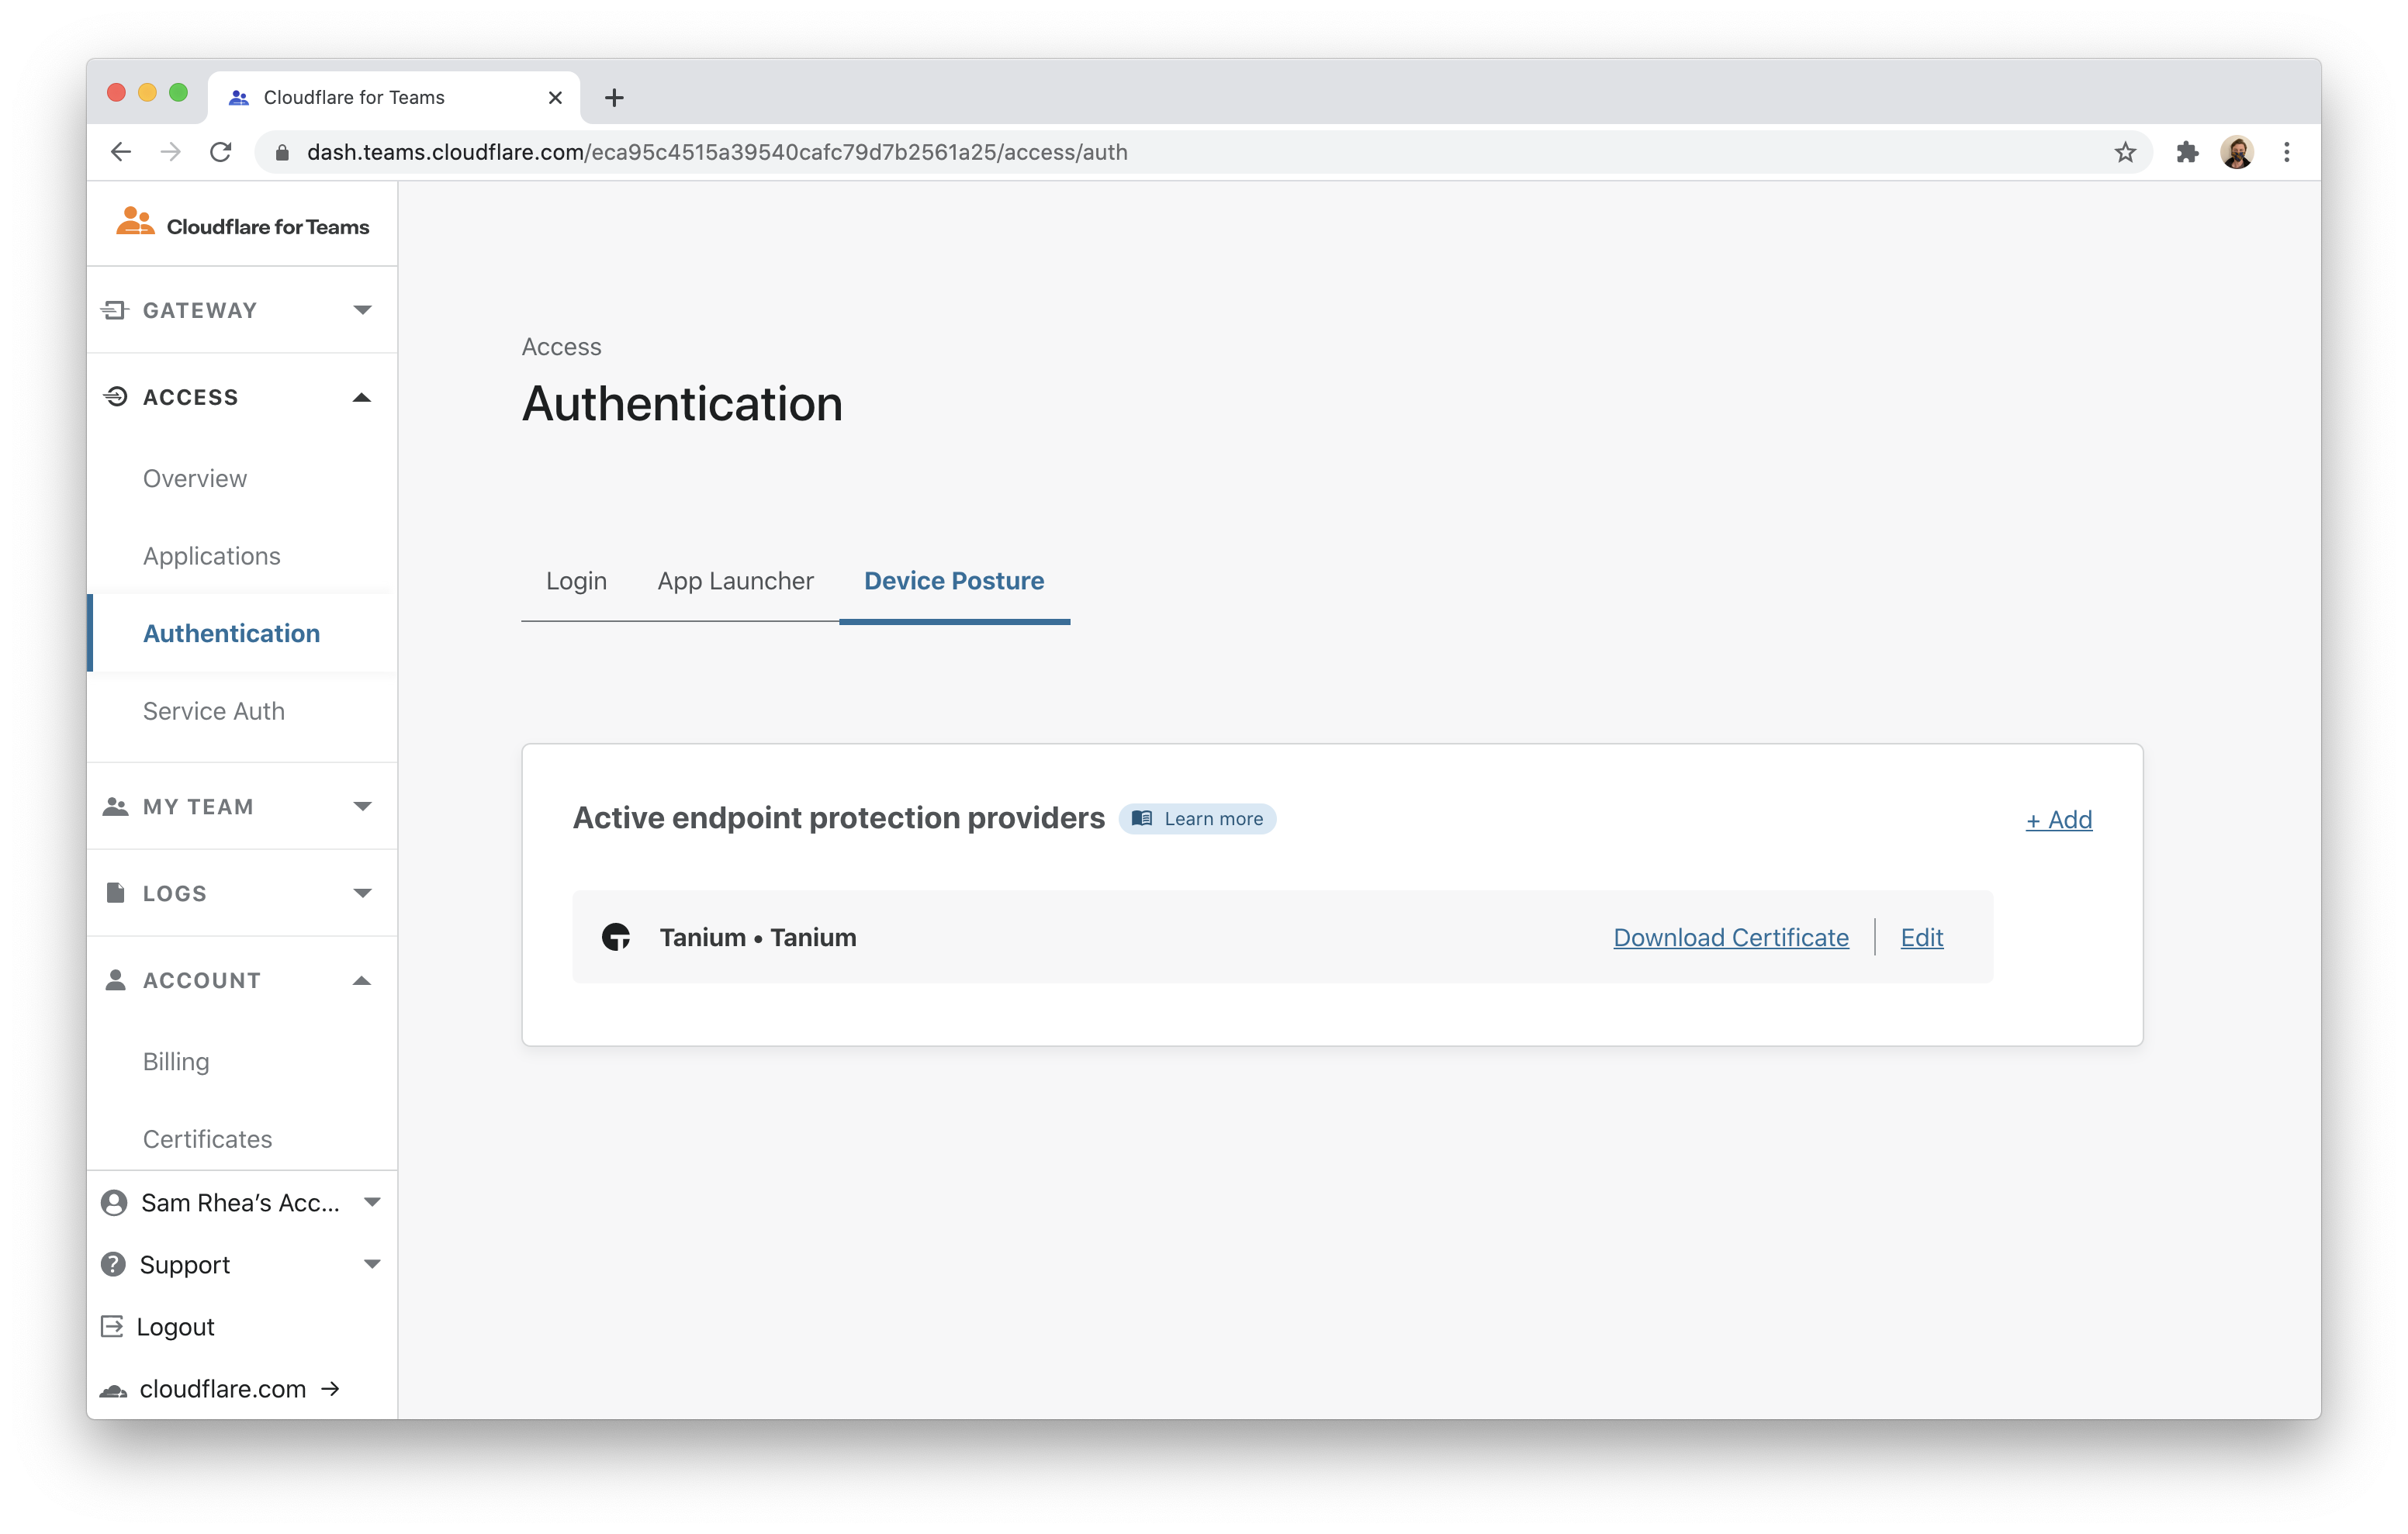 Cloudflare for Teams
dash.teams.cloudflare.com/eca95c4515a39540cafc79d7b2561a25/access/auth
Cloudflare for Teams
GATEWAY
ACCESS
Overview
Applications
Authentication
Service Auth
MY TEAM
LOGS
ACCOUNT
Billing
Certificates
Sam Rhea’s Acc...
Support
Logout
cloudflare.com →
Access
Authentication
Login App Launcher Device Posture
Active endpoint protection providers Learn more + Add
Tanium • Tanium Download Certificate Edit